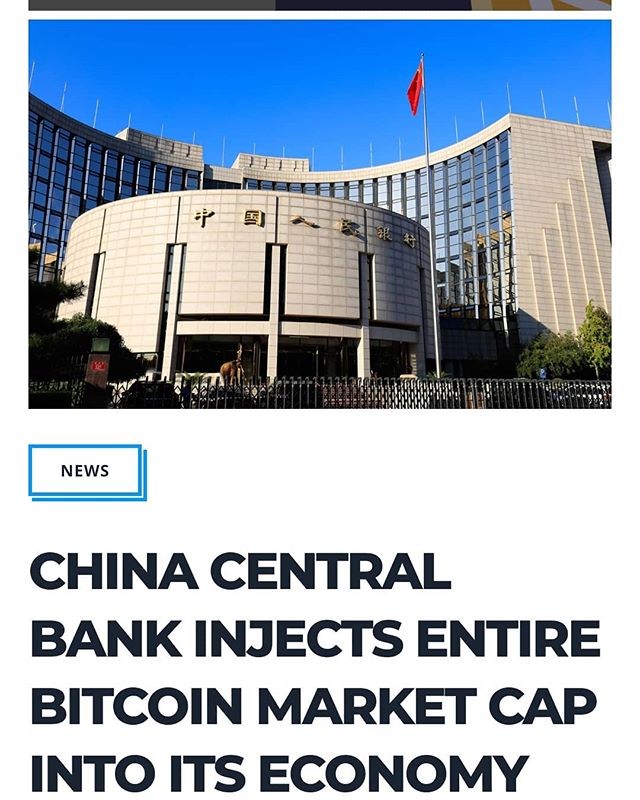 中国人民银行
NEWS
CHINA CENTRAL
BANK INJECTS ENTIRE
BITCOIN MARKET CAP
INTO ITS ECONOMY